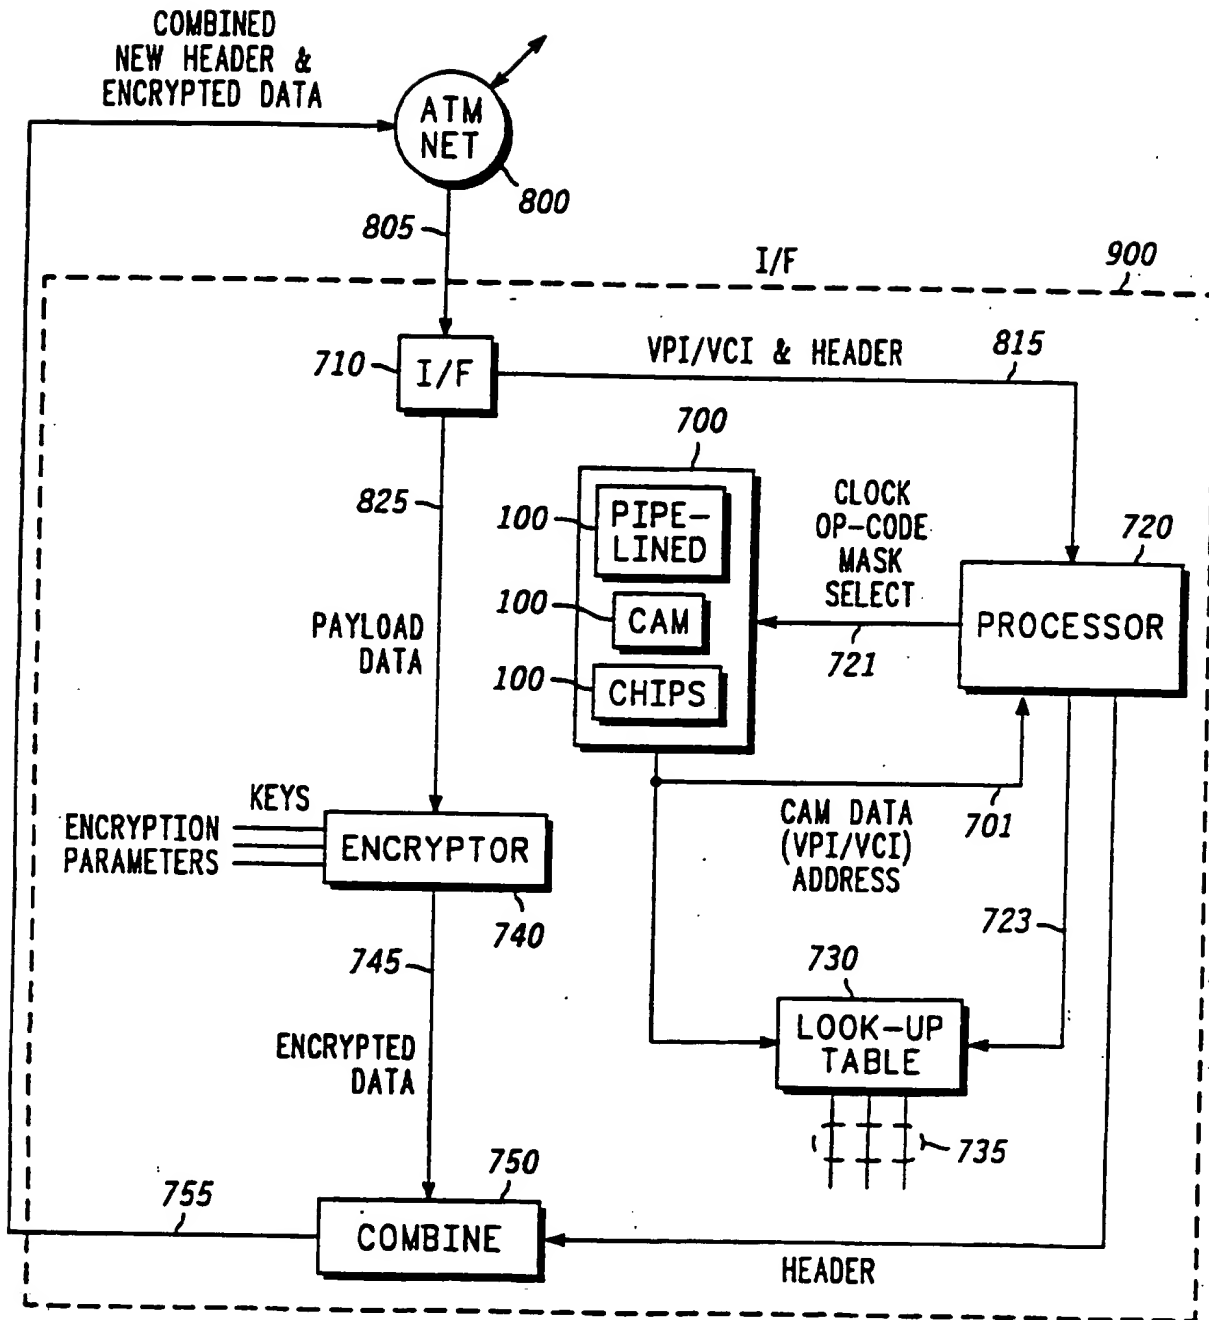 COMBINED
NEW HEADER &
ENCRYPTED DATA
ATM
NET
800
805
I/F
900
710
I/F
VPI/VCI & HEADER
815
700
825
100
PIPE-
LINED
100
CAM
100
CHIPS
CLOCK
OP-CODE
MASK
SELECT
721
720
PROCESSOR
PAYLOAD
DATA
KEYS
ENCRYPTION
PARAMETERS
ENCRYPTOR
740
CAM DATA
(VPI/VCI)
ADDRESS
701
723
745
730
LOOK-UP
TABLE
735
ENCRYPTED
DATA
750
COMBINE
755
HEADER